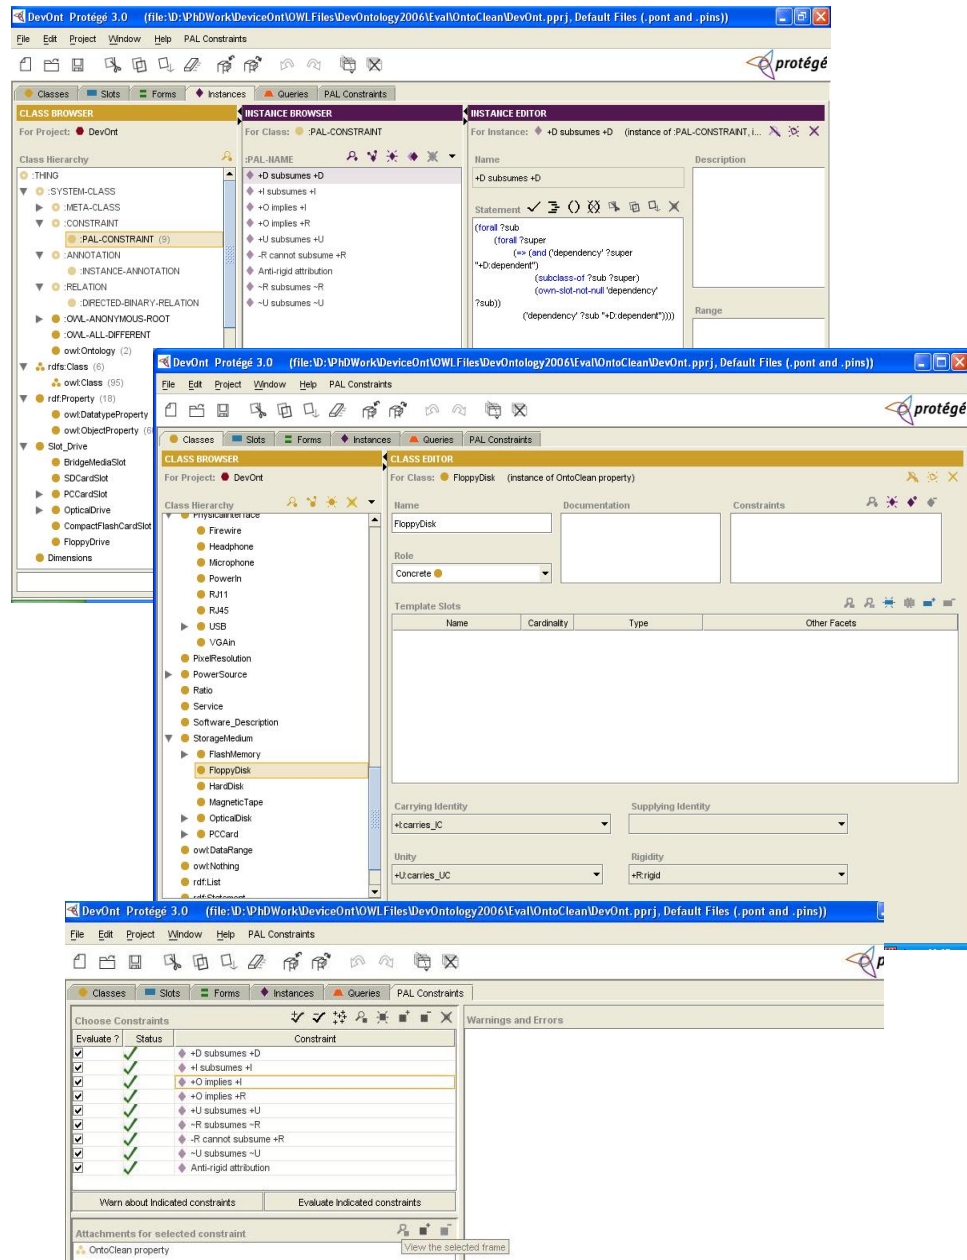 DevOnt Protégé 3.0 (file:\D:\PhDWork\DeviceOnt\OWLFiles\DevOntology2006\Eval\OntoClean\DevOnt.pprj, Default Files (.pont and .pins))
File Edit Project Window Help PAL Constraints
protégé
Classes Slots Forms Instances Queries PAL Constraints
CLASS BROWSER
For Project: DevOnt
Class Hierarchy
:THING
:SYSTEM-CLASS
:META-CLASS
:CONSTRAINT
:PAL-CONSTRAINT (9)
:ANNOTATION
:INSTANCE-ANNOTATION
:RELATION
:DIRECTED-BINARY-RELATION
:OWL-ANONYMOUS-ROOT
:OWL-ALL-DIFFERENT
owl:Ontology (2)
rdfs:Class (6)
owl:Class (95)
rdf:Property (18)
owl:DatatypeProperty
owl:ObjectProperty (6
Slot_Drive
BridgeMediaSlot
SDCardSlot
PCCardSlot
OpticalDrive
CompactFlashCardSlot
FloppyDrive
Dimensions
INSTANCE BROWSER
For Class: :PAL-CONSTRAINT
:PAL-NAME
+D subsumes +D
+I subsumes +I
+O implies +I
+O implies +R
+U subsumes +U
-R cannot subsume +R
Anti-rigid attribution
~R subsumes ~R
~U subsumes ~U
INSTANCE EDITOR
For Instance: +D subsumes +D (instance of :PAL-CONSTRAINT, i...
Name
+D subsumes +D
Statement
(forall ?sub
(forall ?super
(=> (and ('dependency' ?super
"+D:dependent")
(subclass-of ?sub ?super)
(own-slot-not-null 'dependency'
?sub))
('dependency' ?sub "+D:dependent"))))
Description
Range
DevOnt Protégé 3.0 (file:\D:\PhDWork\DeviceOnt\OWLFiles\DevOntology2006\Eval\OntoClean\DevOnt.pprj, Default Files (.pont and .pins))
File Edit Project Window Help PAL Constraints
protégé
Classes Slots Forms Instances Queries PAL Constraints
CLASS BROWSER
For Project: DevOnt
Class Hierarchy
PhysicalInterface
Firewire
Headphone
Microphone
PowerIn
RJ11
RJ45
USB
VGAin
PixelResolution
PowerSource
Ratio
Service
Software_Description
StorageMedium
FlashMemory
FloppyDisk
HardDisk
MagneticTape
OpticalDisk
PCCard
owl:DataRange
owl:Nothing
rdf:List
rdf:Statement
CLASS EDITOR
For Class: FloppyDisk (instance of OntoClean property)
Name
FloppyDisk
Documentation
Constraints
Role
Concrete
Template Slots
Name Cardinality Type Other Facets
Carrying Identity
+I:carries_IC
Supplying Identity
Unity
+U:carries_UC
Rigidity
+R:rigid
DevOnt Protégé 3.0 (file:\D:\PhDWork\DeviceOnt\OWLFiles\DevOntology2006\Eval\OntoClean\DevOnt.pprj, Default Files (.pont and .pins))
File Edit Project Window Help PAL Constraints
p
Classes Slots Forms Instances Queries PAL Constraints
Choose Constraints
Evaluate ? Status Constraint
+D subsumes +D
+I subsumes +I
+O implies +I
+O implies +R
+U subsumes +U
~R subsumes ~R
-R cannot subsume +R
~U subsumes ~U
Anti-rigid attribution
Warn about Indicated constraints Evaluate Indicated constraints
Attachments for selected constraint
OntoClean property
View the selected frame
Warnings and Errors